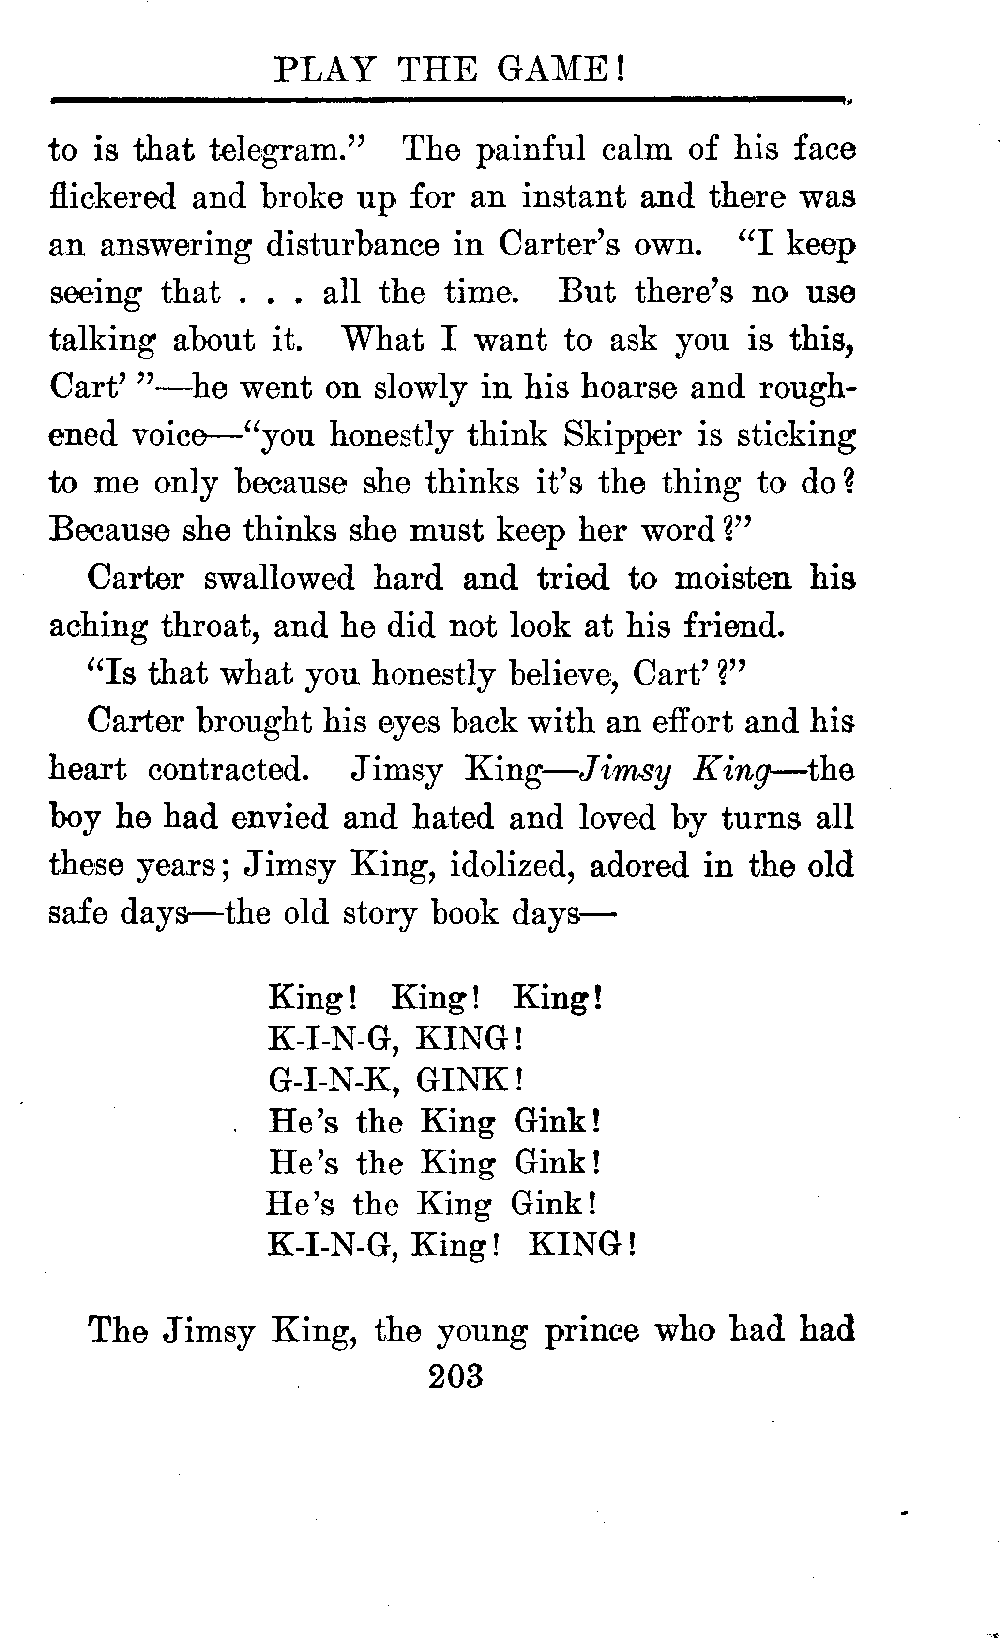 PLAY THE GAME!
to is that telegram." The painful calm of his face
flickered and broke up for an instant and there was
an answering disturbance in Carter's own. "I keep
seeing that . . . all the time. But there's no use
talking about it. What I want to ask you is this,
Cart' "—he went on slowly in his hoarse and rough-
ened voice—"you honestly think Skipper is sticking
to me only because she thinks it's the thing to do?
Because she thinks she must keep her word?"
Carter swallowed hard and tried to moisten his
aching throat, and he did not look at his friend.
"Is that what you honestly believe, Cart'?"
Carter brought his eyes back with an effort and his
heart contracted. Jimsy King—Jimsy King—the
boy he had envied and hated and loved by turns all
these years; Jimsy King, idolized, adored in the old
safe days—the old story book days—
King! King! King!
K-I-N-G, KING!
G-I-N-K, GINK!
He's the King Gink!
He's the King Gink!
He's the King Gink!
K-I-N-G, King! KING!
The Jimsy King, the young prince who had had
203